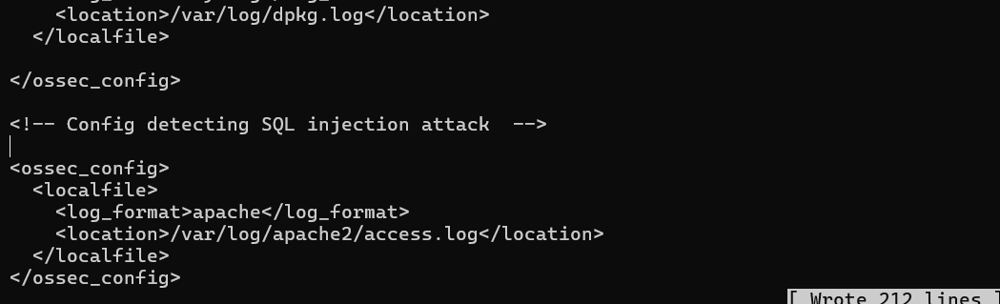 <location>/var/log/dpkg.log</location>
</localfile>
</ossec_config>
<!-- Config detecting SQL injection attack  -->
<ossec_config>
<localfile>
<log_format>apache</log_format>
<location>/var/log/apache2/access.log</location>
</localfile>
</ossec_config>
[ Wrote 212 lines ]